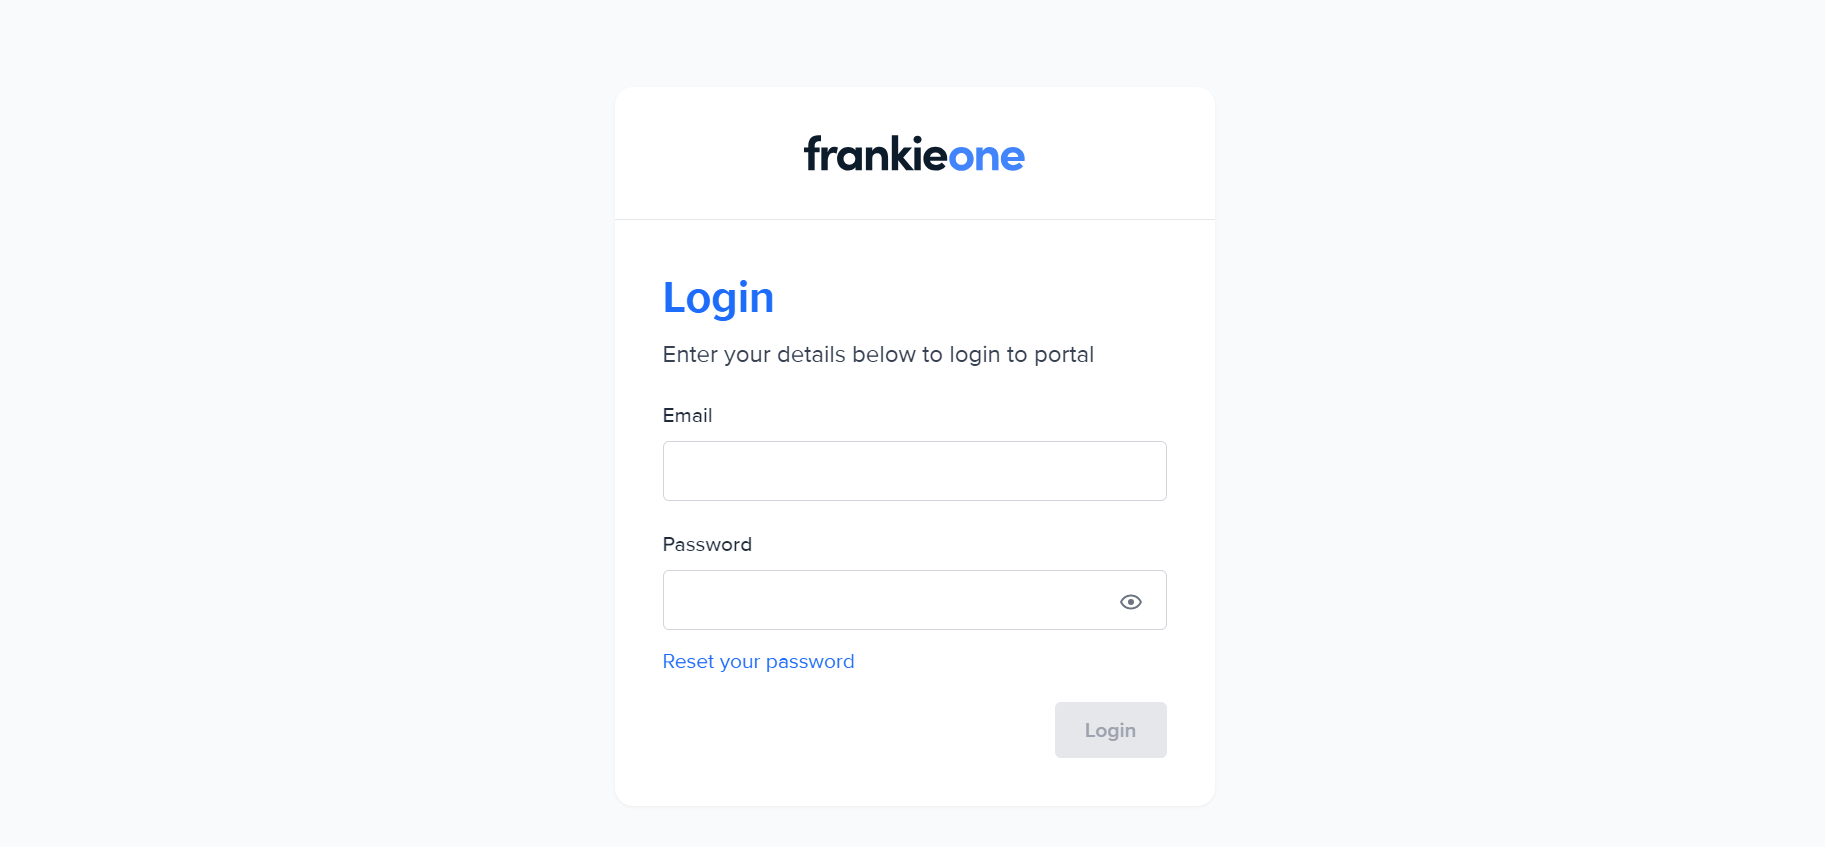 frankieone
Login
Enter your details below to login to portal
Email
Password
Reset your password
Login